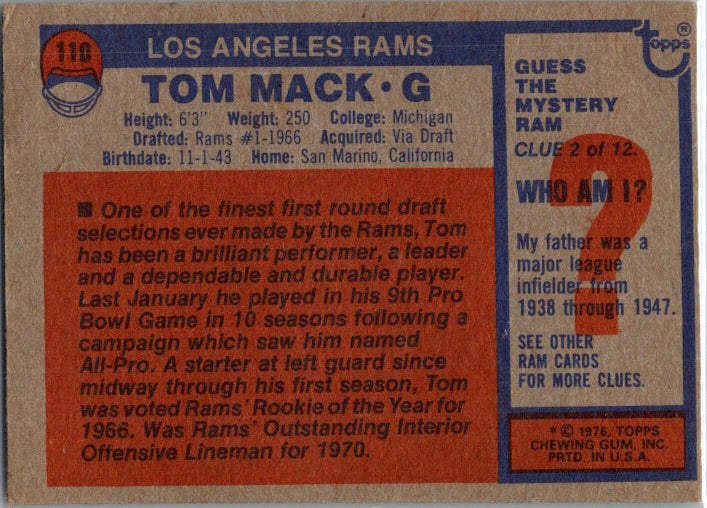 110
LOS ANGELES RAMS
TOM MACK • G
Height: 6'3" Weight: 250 College: Michigan
Drafted: Rams #1-1966 Acquired: Via Draft
Birthdate: 11-1-43 Home: San Marino, California
■ One of the finest first round draft
selections ever made by the Rams, Tom
has been a brilliant performer, a leader
and a dependable and durable player.
Last January he played in his 9th Pro
Bowl Game in 10 seasons following a
campaign which saw him named
All-Pro. A starter at left guard since
midway through his first season, Tom
was voted Rams' Rookie of the Year for
1966. Was Rams' Outstanding Interior
Offensive Lineman for 1970.
Topps®
GUESS
THE
MYSTERY
RAM
CLUE 2 of 12.
?
WHO AM I?
My father was a
major league
infielder from
1938 through 1947.
SEE OTHER
RAM CARDS
FOR MORE CLUES.
*© 1976, TOPPS
CHEWING GUM, INC.
PRTD. IN U.S.A.